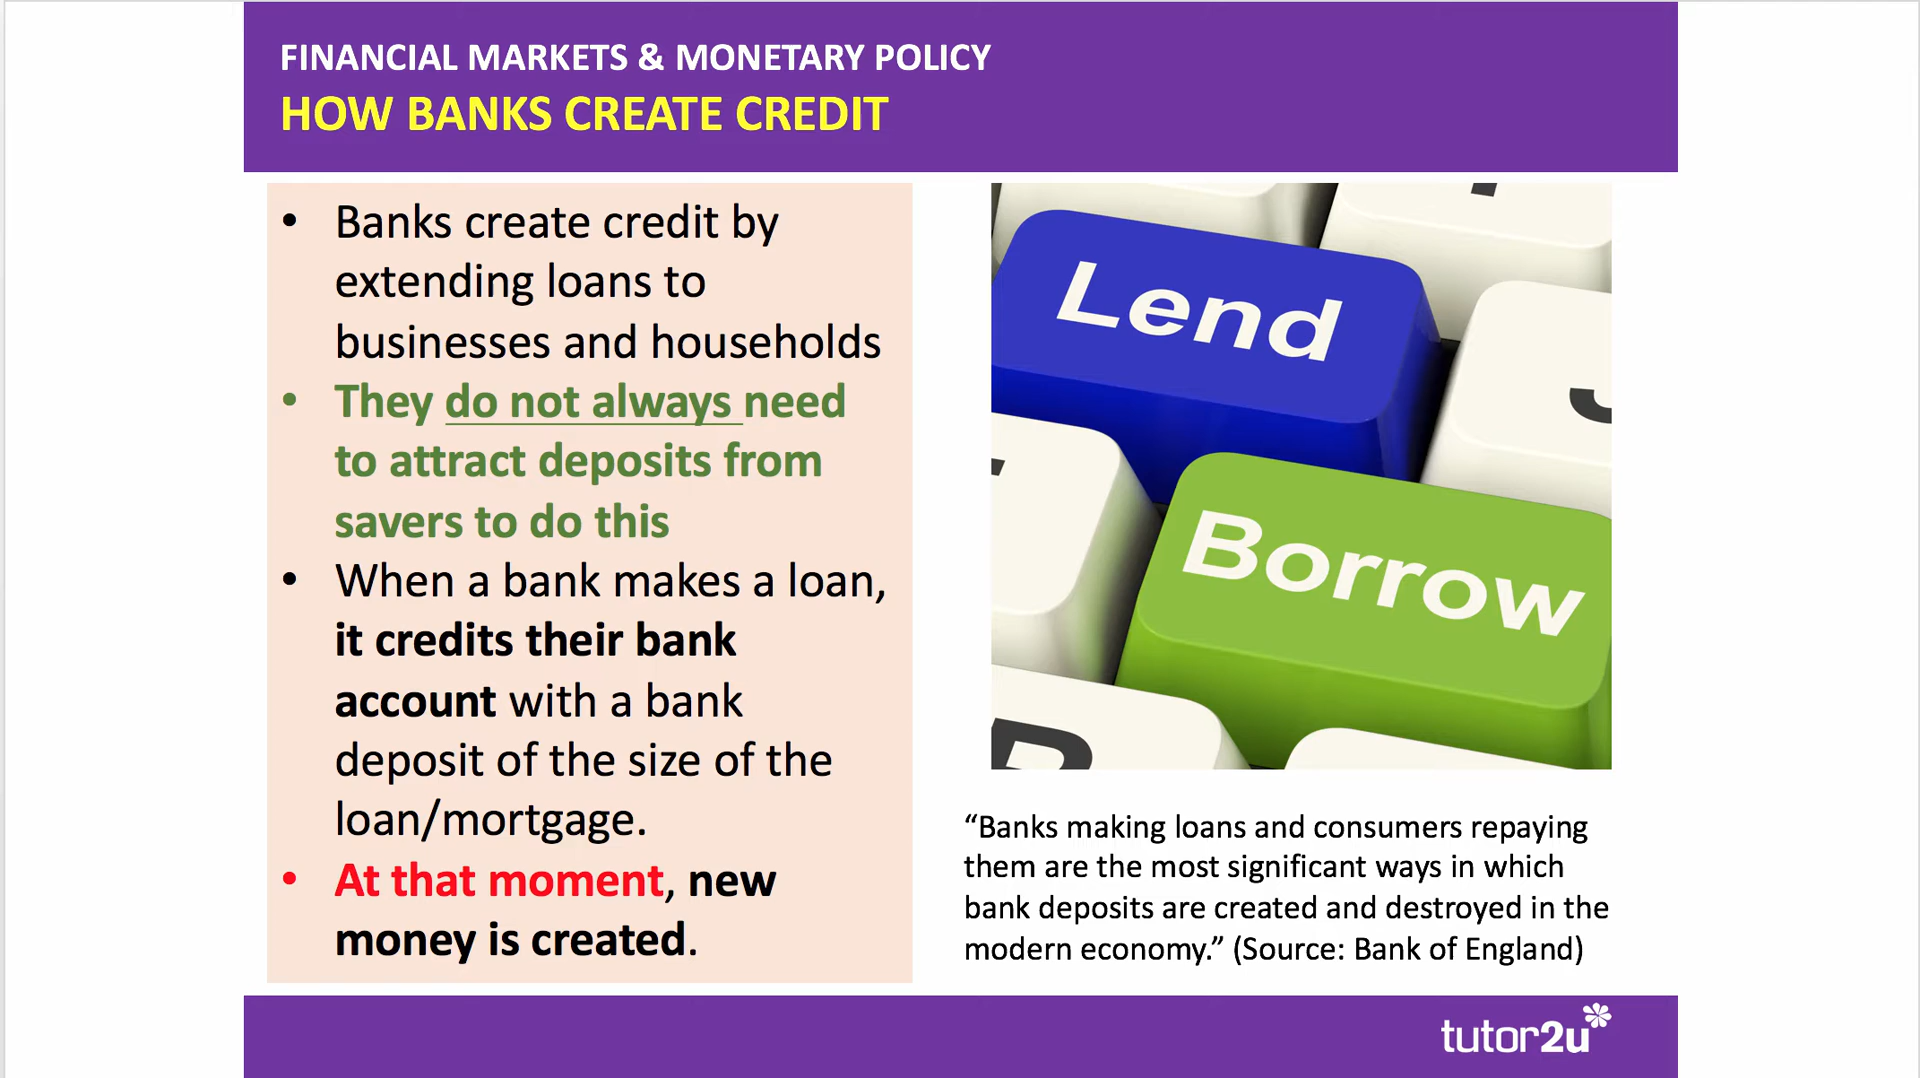 FINANCIAL MARKETS & MONETARY POLICY
HOW BANKS CREATE CREDIT
• Banks create credit by
extending loans to
businesses and households
• They do not always need
to attract deposits from
savers to do this
• When a bank makes a loan,
it credits their bank
account with a bank
deposit of the size of the
loan/mortgage.
• At that moment, new
money is created.
Lend
Borrow
“Banks making loans and consumers repaying
them are the most significant ways in which
bank deposits are created and destroyed in the
modern economy.” (Source: Bank of England)
tutor2u